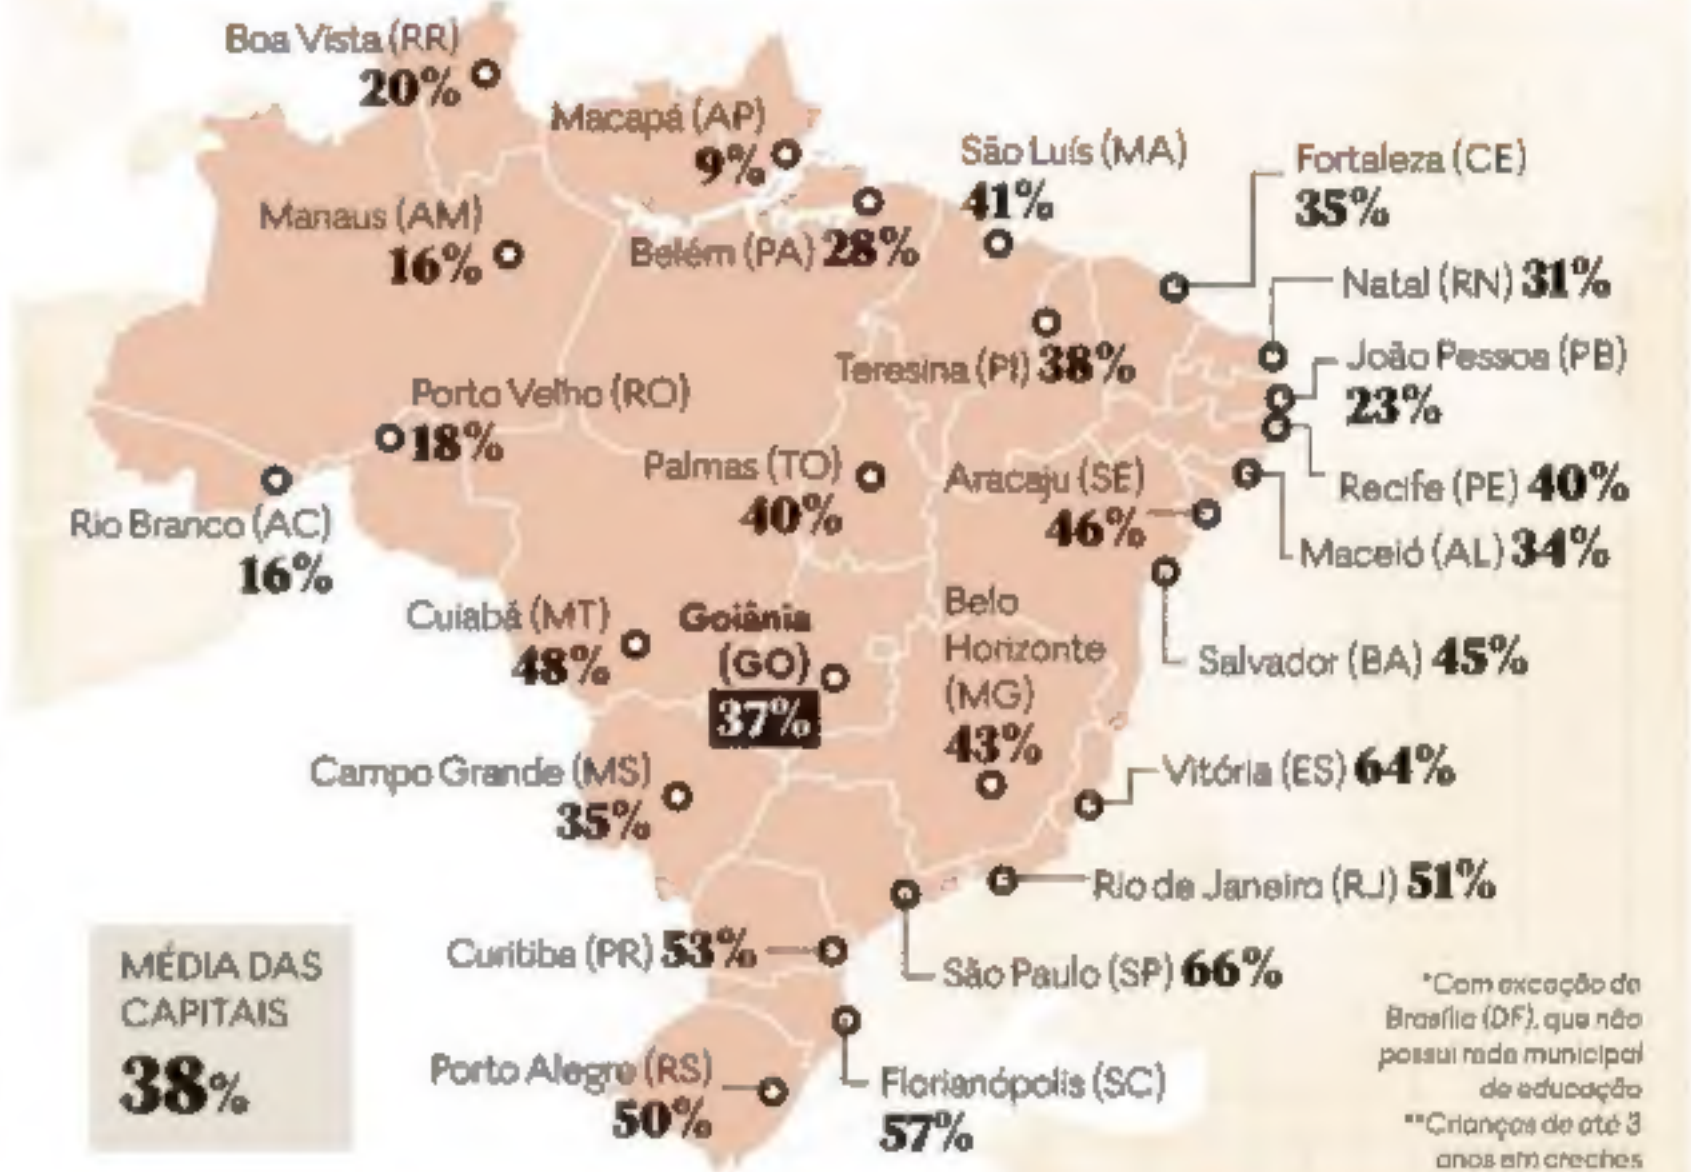 Boa Vista (RR)
20%
Macapá (AP)
9%
São Luís (MA)
41%
Fortaleza (CE)
35%
Manaus (AM)
16%
Belém (PA) 28%
Natal (RN) 31%
Teresina (PI) 38%
João Pessoa (PB)
23%
Porto Velho (RO)
18%
Palmas (TO)
40%
Aracaju (SE)
46%
Recife (PE) 40%
Rio Branco (AC)
16%
Maceió (AL) 34%
Cuiabá (MT)
48%
Goiânia
(GO)
37%
Belo
Horizonte
(MG)
43%
Salvador (BA) 45%
Campo Grande (MS)
35%
Vitória (ES) 64%
Rio de Janeiro (RJ) 51%
Curitiba (PR) 53%
São Paulo (SP) 66%
MÉDIA DAS
CAPITAIS
38%
Porto Alegre (RS)
50%
Florianópolis (SC)
57%
*Com exceção de
Brasília (DF), que não
possui rede municipal
de educação
**Crianças de até 3
anos em creches